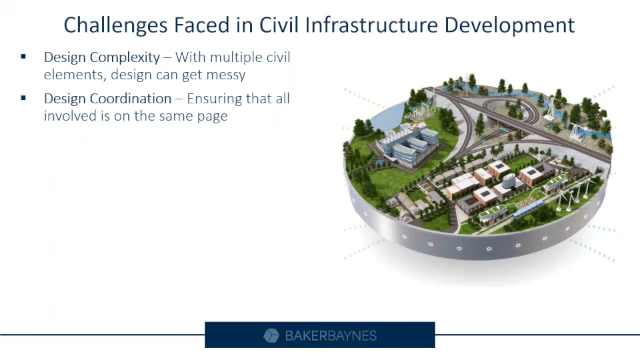 Challenges Faced in Civil Infrastructure Development
▪ Design Complexity – With multiple civil
elements, design can get messy
▪ Design Coordination – Ensuring that all
involved is on the same page
BAKERBAYNES